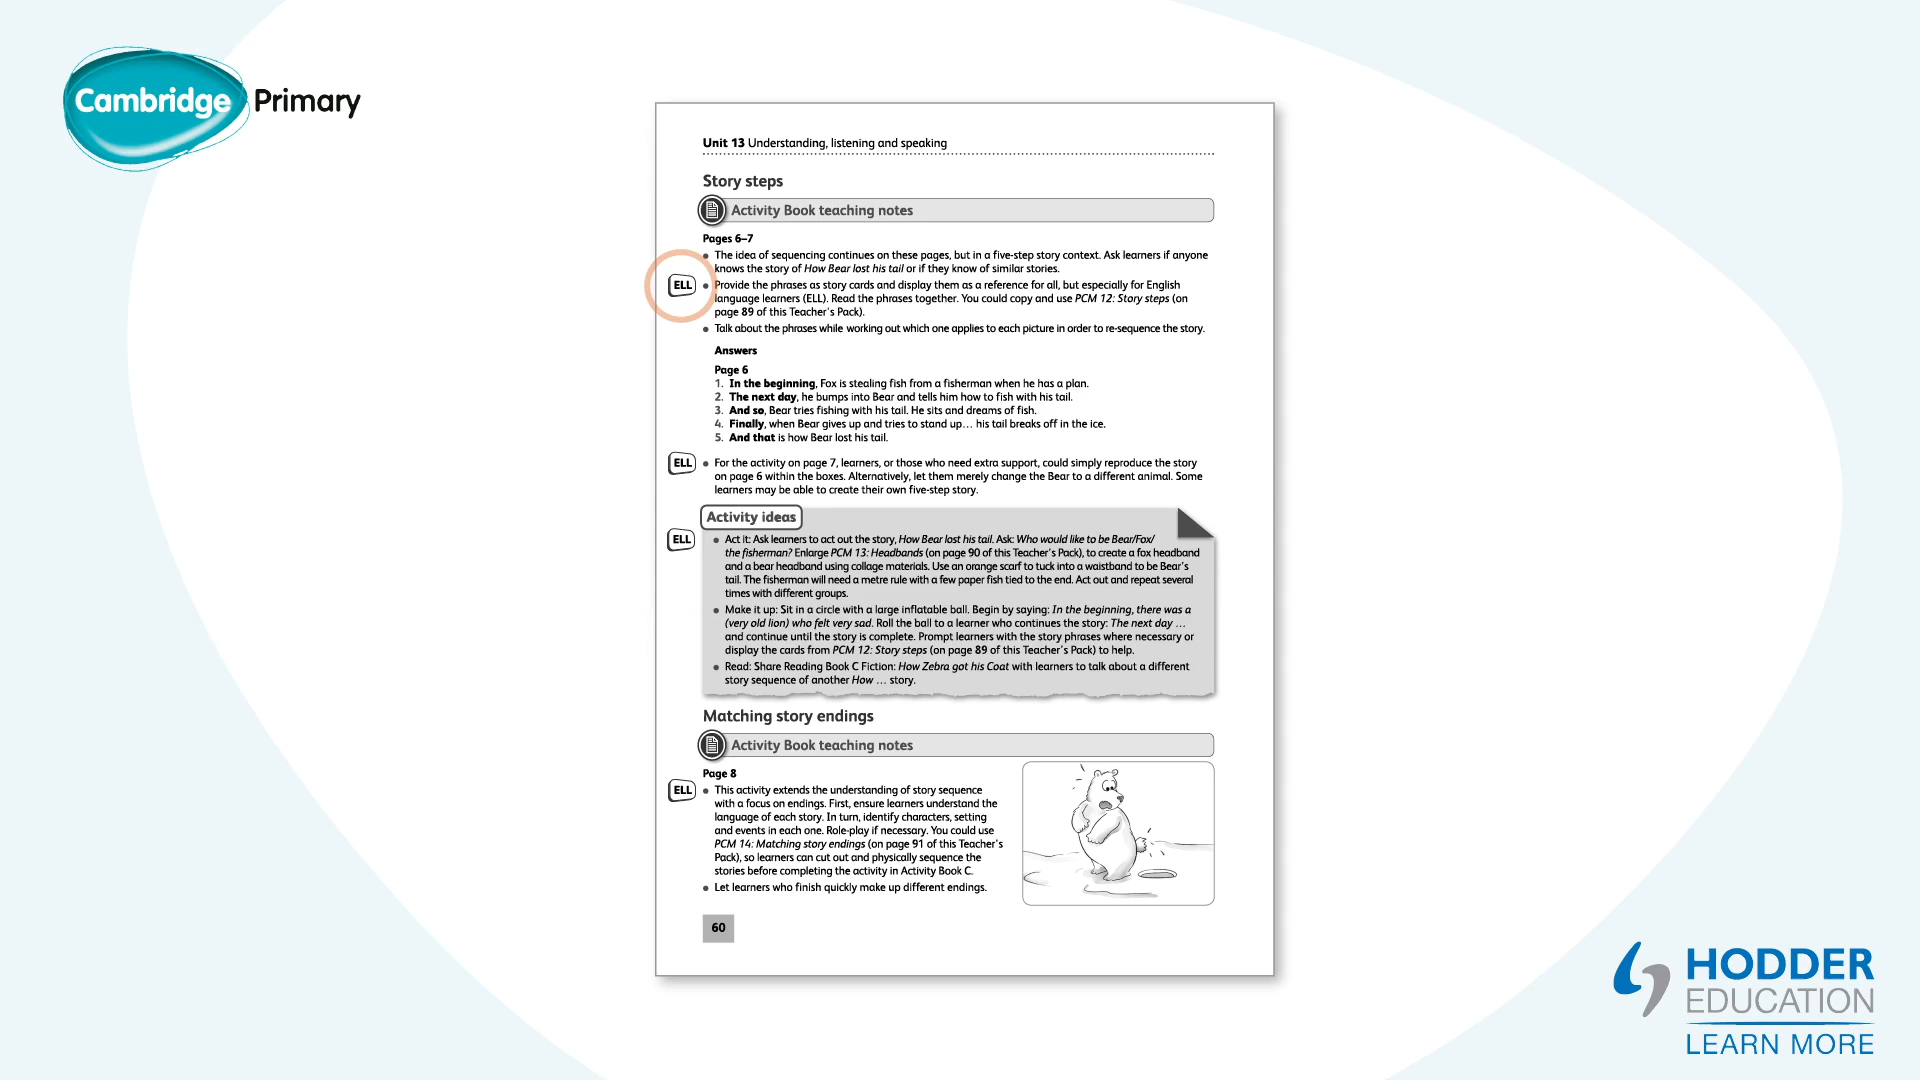 Cambridge Primary
Unit 13 Understanding, listening and speaking
Story steps
Activity Book teaching notes
Pages 6–7
• The idea of sequencing continues on these pages, but in a five-step story context. Ask learners if anyone
knows the story of How Bear lost his tail or if they know of similar stories.
ELL • Provide the phrases as story cards and display them as a reference for all, but especially for English
language learners (ELL). Read the phrases together. You could copy and use PCM 12: Story steps (on
page 89 of this Teacher's Pack).
• Talk about the phrases while working out which one applies to each picture in order to re-sequence the story.
Answers
Page 6
1. In the beginning, Fox is stealing fish from a fisherman when he has a plan.
2. The next day, he bumps into Bear and tells him how to fish with his tail.
3. And so, Bear tries fishing with his tail. He sits and dreams of fish.
4. Finally, when Bear gives up and tries to stand up… his tail breaks off in the ice.
5. And that is how Bear lost his tail.
ELL • For the activity on page 7, learners, or those who need extra support, could simply reproduce the story
on page 6 within the boxes. Alternatively, let them merely change the Bear to a different animal. Some
learners may be able to create their own five-step story.
Activity ideas
ELL • Act it: Ask learners to act out the story, How Bear lost his tail. Ask: Who would like to be Bear/Fox/
the fisherman? Enlarge PCM 13: Headbands (on page 90 of this Teacher's Pack), to create a fox headband
and a bear headband using collage materials. Use an orange scarf to tuck into a waistband to be Bear's
tail. The fisherman will need a metre rule with a few paper fish tied to the end. Act out and repeat several
times with different groups.
• Make it up: Sit in a circle with a large inflatable ball. Begin by saying: In the beginning, there was a
(very old lion) who felt very sad. Roll the ball to a learner who continues the story: The next day …
and continue until the story is complete. Prompt learners with the story phrases where necessary or
display the cards from PCM 12: Story steps (on page 89 of this Teacher's Pack) to help.
• Read: Share Reading Book C Fiction: How Zebra got his Coat with learners to talk about a different
story sequence of another How … story.
Matching story endings
Activity Book teaching notes
Page 8
ELL • This activity extends the understanding of story sequence
with a focus on endings. First, ensure learners understand the
language of each story. In turn, identify characters, setting
and events in each one. Role-play if necessary. You could use
PCM 14: Matching story endings (on page 91 of this Teacher's
Pack), so learners can cut out and physically sequence the
stories before completing the activity in Activity Book C.
• Let learners who finish quickly make up different endings.
60
HODDER
EDUCATION
LEARN MORE